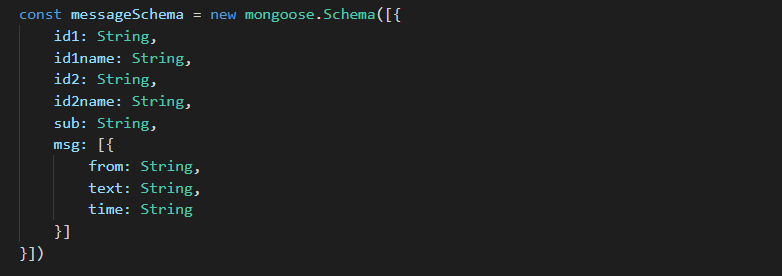 const messageSchema = new mongoose.Schema([{
    id1: String,
    id1name: String,
    id2: String,
    id2name: String,
    sub: String,
    msg: [{
        from: String,
        text: String,
        time: String
    }]
}])